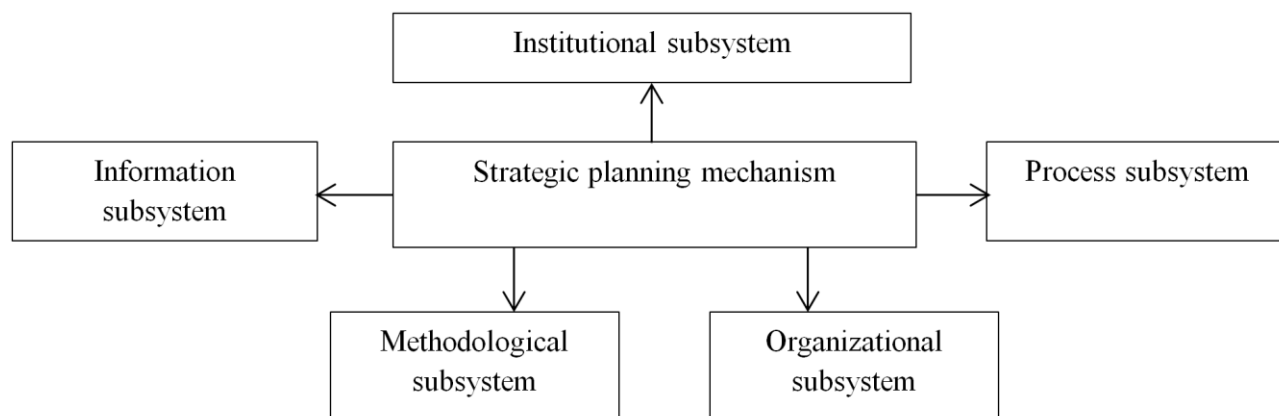 Institutional subsystem
Information
subsystem
Strategic planning mechanism
Process subsystem
Methodological
subsystem
Organizational
subsystem